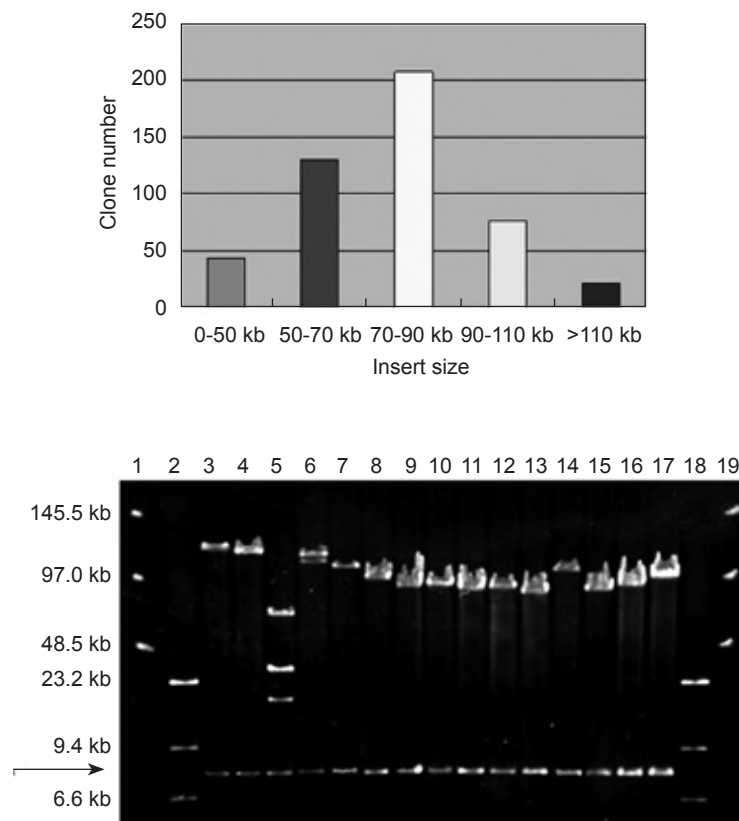 250
200
150
100
50
0
Clone number
0-50 kb 50-70 kb 70-90 kb 90-110 kb >110 kb
Insert size
1 2 3 4 5 6 7 8 9 10 11 12 13 14 15 16 17 18 19
145.5 kb
97.0 kb
48.5 kb
23.2 kb
9.4 kb
6.6 kb